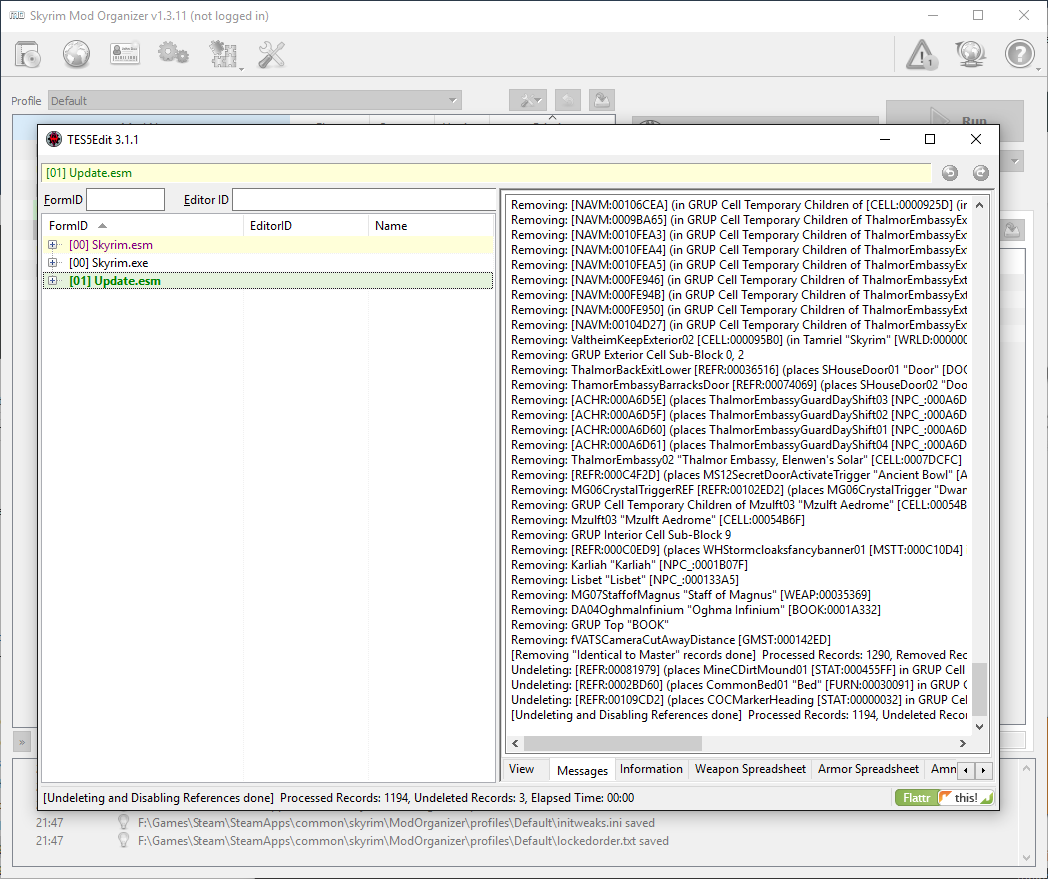 Skyrim Mod Organizer v1.3.11 (not logged in)
Profile Default
Run
TES5Edit 3.1.1
[01] Update.esm
FormID Editor ID
FormID EditorID Name
[00] Skyrim.esm
[00] Skyrim.exe
[01] Update.esm
Removing: [NAVM:00106CEA] (in GRUP Cell Temporary Children of [CELL:0000925D] (in
Removing: [NAVM:0009BA65] (in GRUP Cell Temporary Children of ThalmorEmbassyExt
Removing: [NAVM:0010FEA3] (in GRUP Cell Temporary Children of ThalmorEmbassyExt
Removing: [NAVM:0010FEA4] (in GRUP Cell Temporary Children of ThalmorEmbassyExt
Removing: [NAVM:0010FEA5] (in GRUP Cell Temporary Children of ThalmorEmbassyExt
Removing: [NAVM:000FE946] (in GRUP Cell Temporary Children of ThalmorEmbassyExt
Removing: [NAVM:000FE94B] (in GRUP Cell Temporary Children of ThalmorEmbassyExt
Removing: [NAVM:000FE950] (in GRUP Cell Temporary Children of ThalmorEmbassyExt
Removing: [NAVM:00104D27] (in GRUP Cell Temporary Children of ThalmorEmbassyExt
Removing: ValtheimKeepExterior02 [CELL:000095B0] (in Tamriel "Skyrim" [WRLD:000000
Removing: GRUP Exterior Cell Sub-Block 0, 2
Removing: ThalmorBackExitLower [REFR:00036516] (places SHouseDoor01 "Door" [DOO
Removing: ThamorEmbassyBarracksDoor [REFR:00074069] (places SHouseDoor02 "Doo
Removing: [ACHR:000A6D5E] (places ThalmorEmbassyGuardDayShift03 [NPC_:000A6D
Removing: [ACHR:000A6D5F] (places ThalmorEmbassyGuardDayShift02 [NPC_:000A6D
Removing: [ACHR:000A6D60] (places ThalmorEmbassyGuardDayShift01 [NPC_:000A6D
Removing: [ACHR:000A6D61] (places ThalmorEmbassyGuardDayShift04 [NPC_:000A6D
Removing: ThalmorEmbassy02 "Thalmor Embassy, Elenwen's Solar" [CELL:0007DCFC]
Removing: [REFR:000C4F2D] (places MS12SecretDoorActivateTrigger "Ancient Bowl" [A
Removing: MG06CrystalTriggerREF [REFR:00102ED2] (places MG06CrystalTrigger "Dwar
Removing: GRUP Cell Temporary Children of Mzulft03 "Mzulft Aedrome" [CELL:00054B
Removing: Mzulft03 "Mzulft Aedrome" [CELL:00054B6F]
Removing: GRUP Interior Cell Sub-Block 9
Removing: [REFR:000C0ED9] (places WHStormcloaksfancybanner01 [MSTT:000C10D4]
Removing: Karliah "Karliah" [NPC_:0001B07F]
Removing: Lisbet "Lisbet" [NPC_:000133A5]
Removing: MG07StaffofMagnus "Staff of Magnus" [WEAP:00035369]
Removing: DA04OghmaInfinium "Oghma Infinium" [BOOK:0001A332]
Removing: GRUP Top "BOOK"
Removing: fVATSCameraCutAwayDistance [GMST:000142ED]
[Removing "Identical to Master" records done] Processed Records: 1290, Removed Rec
Undeleting: [REFR:00081979] (places MineCDirtMound01 [STAT:000455FF] in GRUP Cell
Undeleting: [REFR:0002BD60] (places CommonBed01 "Bed" [FURN:00030091] in GRUP C
Undeleting: [REFR:00109CD2] (places COCMarkerHeading [STAT:00000032] in GRUP Cel
[Undeleting and Disabling References done] Processed Records: 1194, Undeleted Recor
View Messages Information Weapon Spreadsheet Armor Spreadsheet Amn
[Undeleting and Disabling References done] Processed Records: 1194, Undeleted Records: 3, Elapsed Time: 00:00
Flattr this!
21:47 F:\Games\Steam\SteamApps\common\skyrim\ModOrganizer\profiles\Default\initweaks.ini saved
21:47 F:\Games\Steam\SteamApps\common\skyrim\ModOrganizer\profiles\Default\lockedorder.txt saved